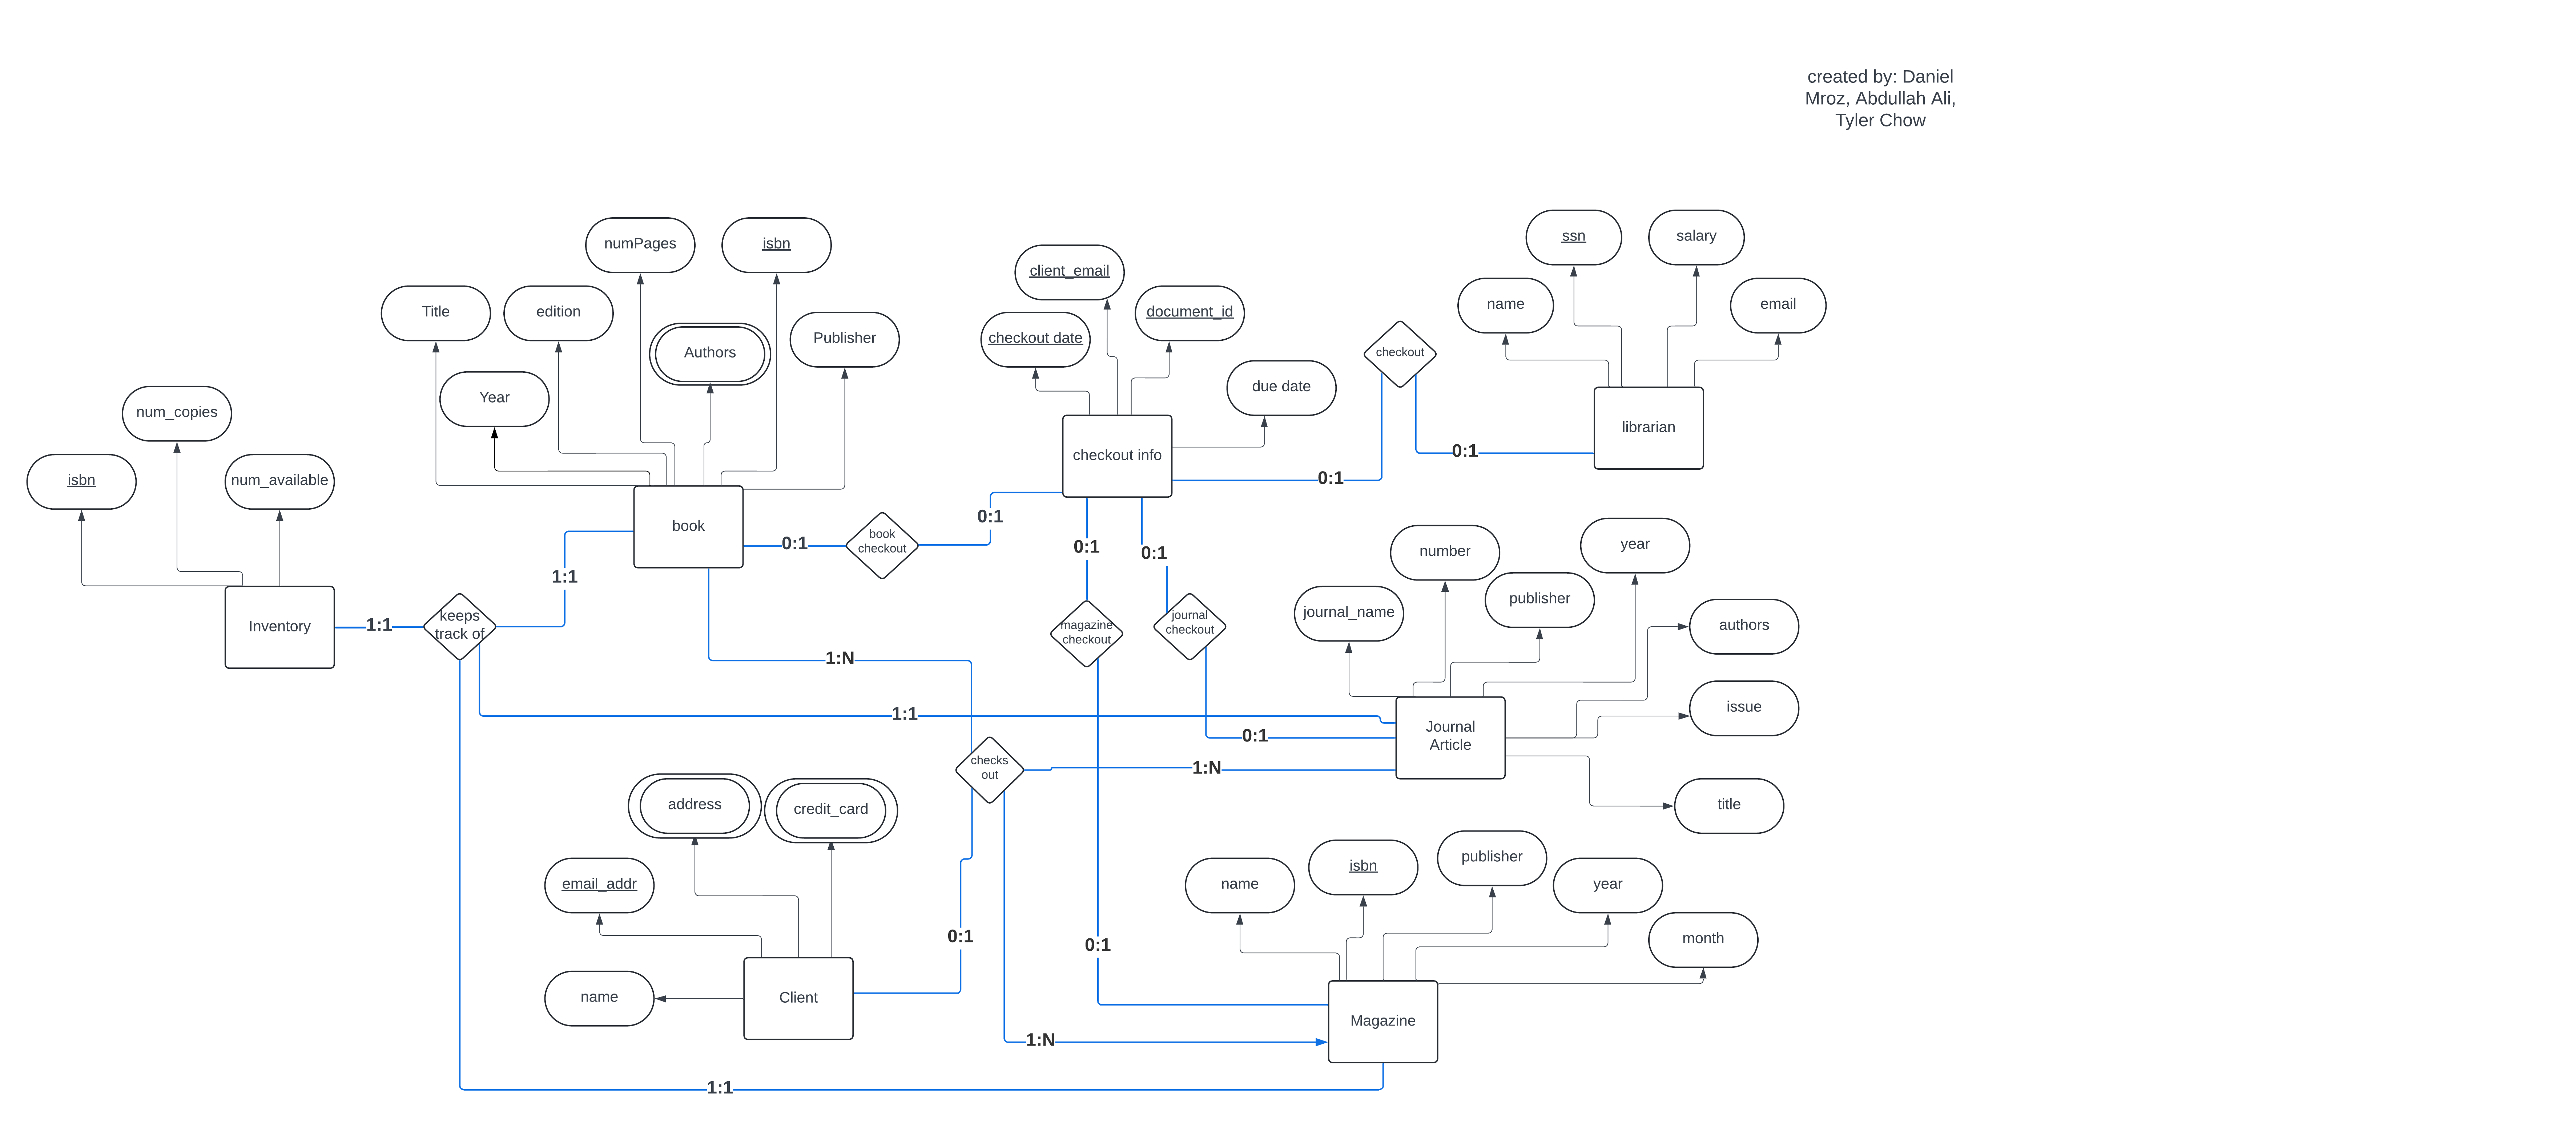 created by: Daniel
Mroz, Abdullah Ali,
Tyler Chow
numPages
isbn
Title
edition
Authors
Publisher
Year
num_copies
isbn
num_available
Inventory
1:1
keeps
track of
1:1
book
0:1
book
checkout
0:1
client_email
document_id
checkout date
due date
checkout info
0:1
checkout
0:1
ssn
salary
name
email
librarian
0:1
0:1
magazine
checkout
journal
checkout
number
year
journal_name
publisher
authors
issue
title
Journal
Article
1:N
1:1
0:1
checks
out
1:N
address
credit_card
email_addr
name
Client
0:1
0:1
1:N
1:1
name
isbn
publisher
year
month
Magazine